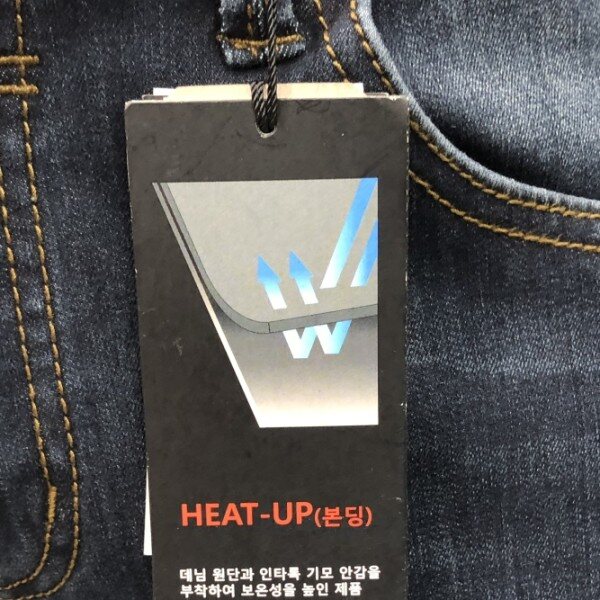 HEAT-UP(본딩)
데님 원단과 인타록 기모 안감을
부착하여 보온성을 높인 제품